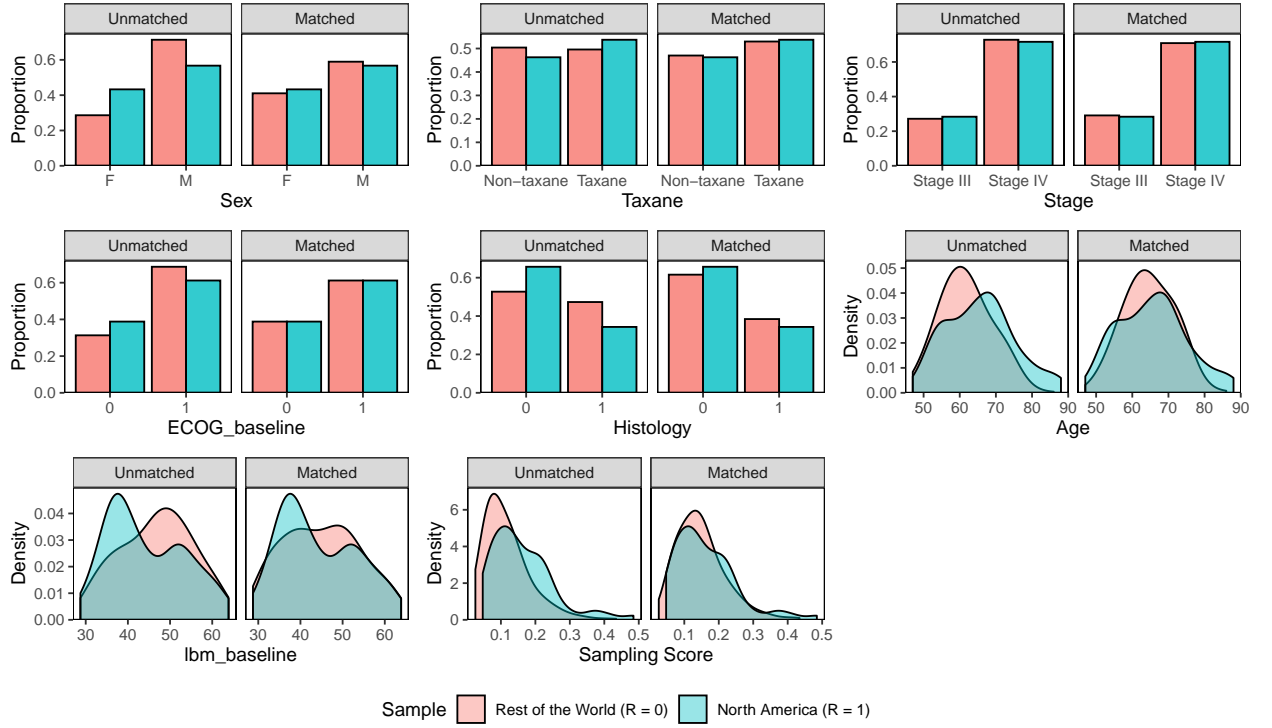 Unmatched Matched
Proportion
0.6
0.4
0.2
0.0
F M F M
Sex
Unmatched Matched
Proportion
0.5
0.4
0.3
0.2
0.1
0.0
Non−taxane Taxane Non−taxane Taxane
Taxane
Unmatched Matched
Proportion
0.6
0.4
0.2
0.0
Stage III Stage IV Stage III Stage IV
Stage
Unmatched Matched
Proportion
0.6
0.4
0.2
0.0
0 1 0 1
ECOG_baseline
Unmatched Matched
Proportion
0.6
0.4
0.2
0.0
0 1 0 1
Histology
Unmatched Matched
Density
0.05
0.04
0.03
0.02
0.01
0.00
50 60 70 80 90 50 60 70 80 90
Age
Unmatched Matched
Density
0.04
0.03
0.02
0.01
0.00
30 40 50 60 30 40 50 60
lbm_baseline
Unmatched Matched
Density
6
4
2
0
0.1 0.2 0.3 0.4 0.5 0.1 0.2 0.3 0.4 0.5
Sampling Score
Sample Rest of the World (R = 0) North America (R = 1)